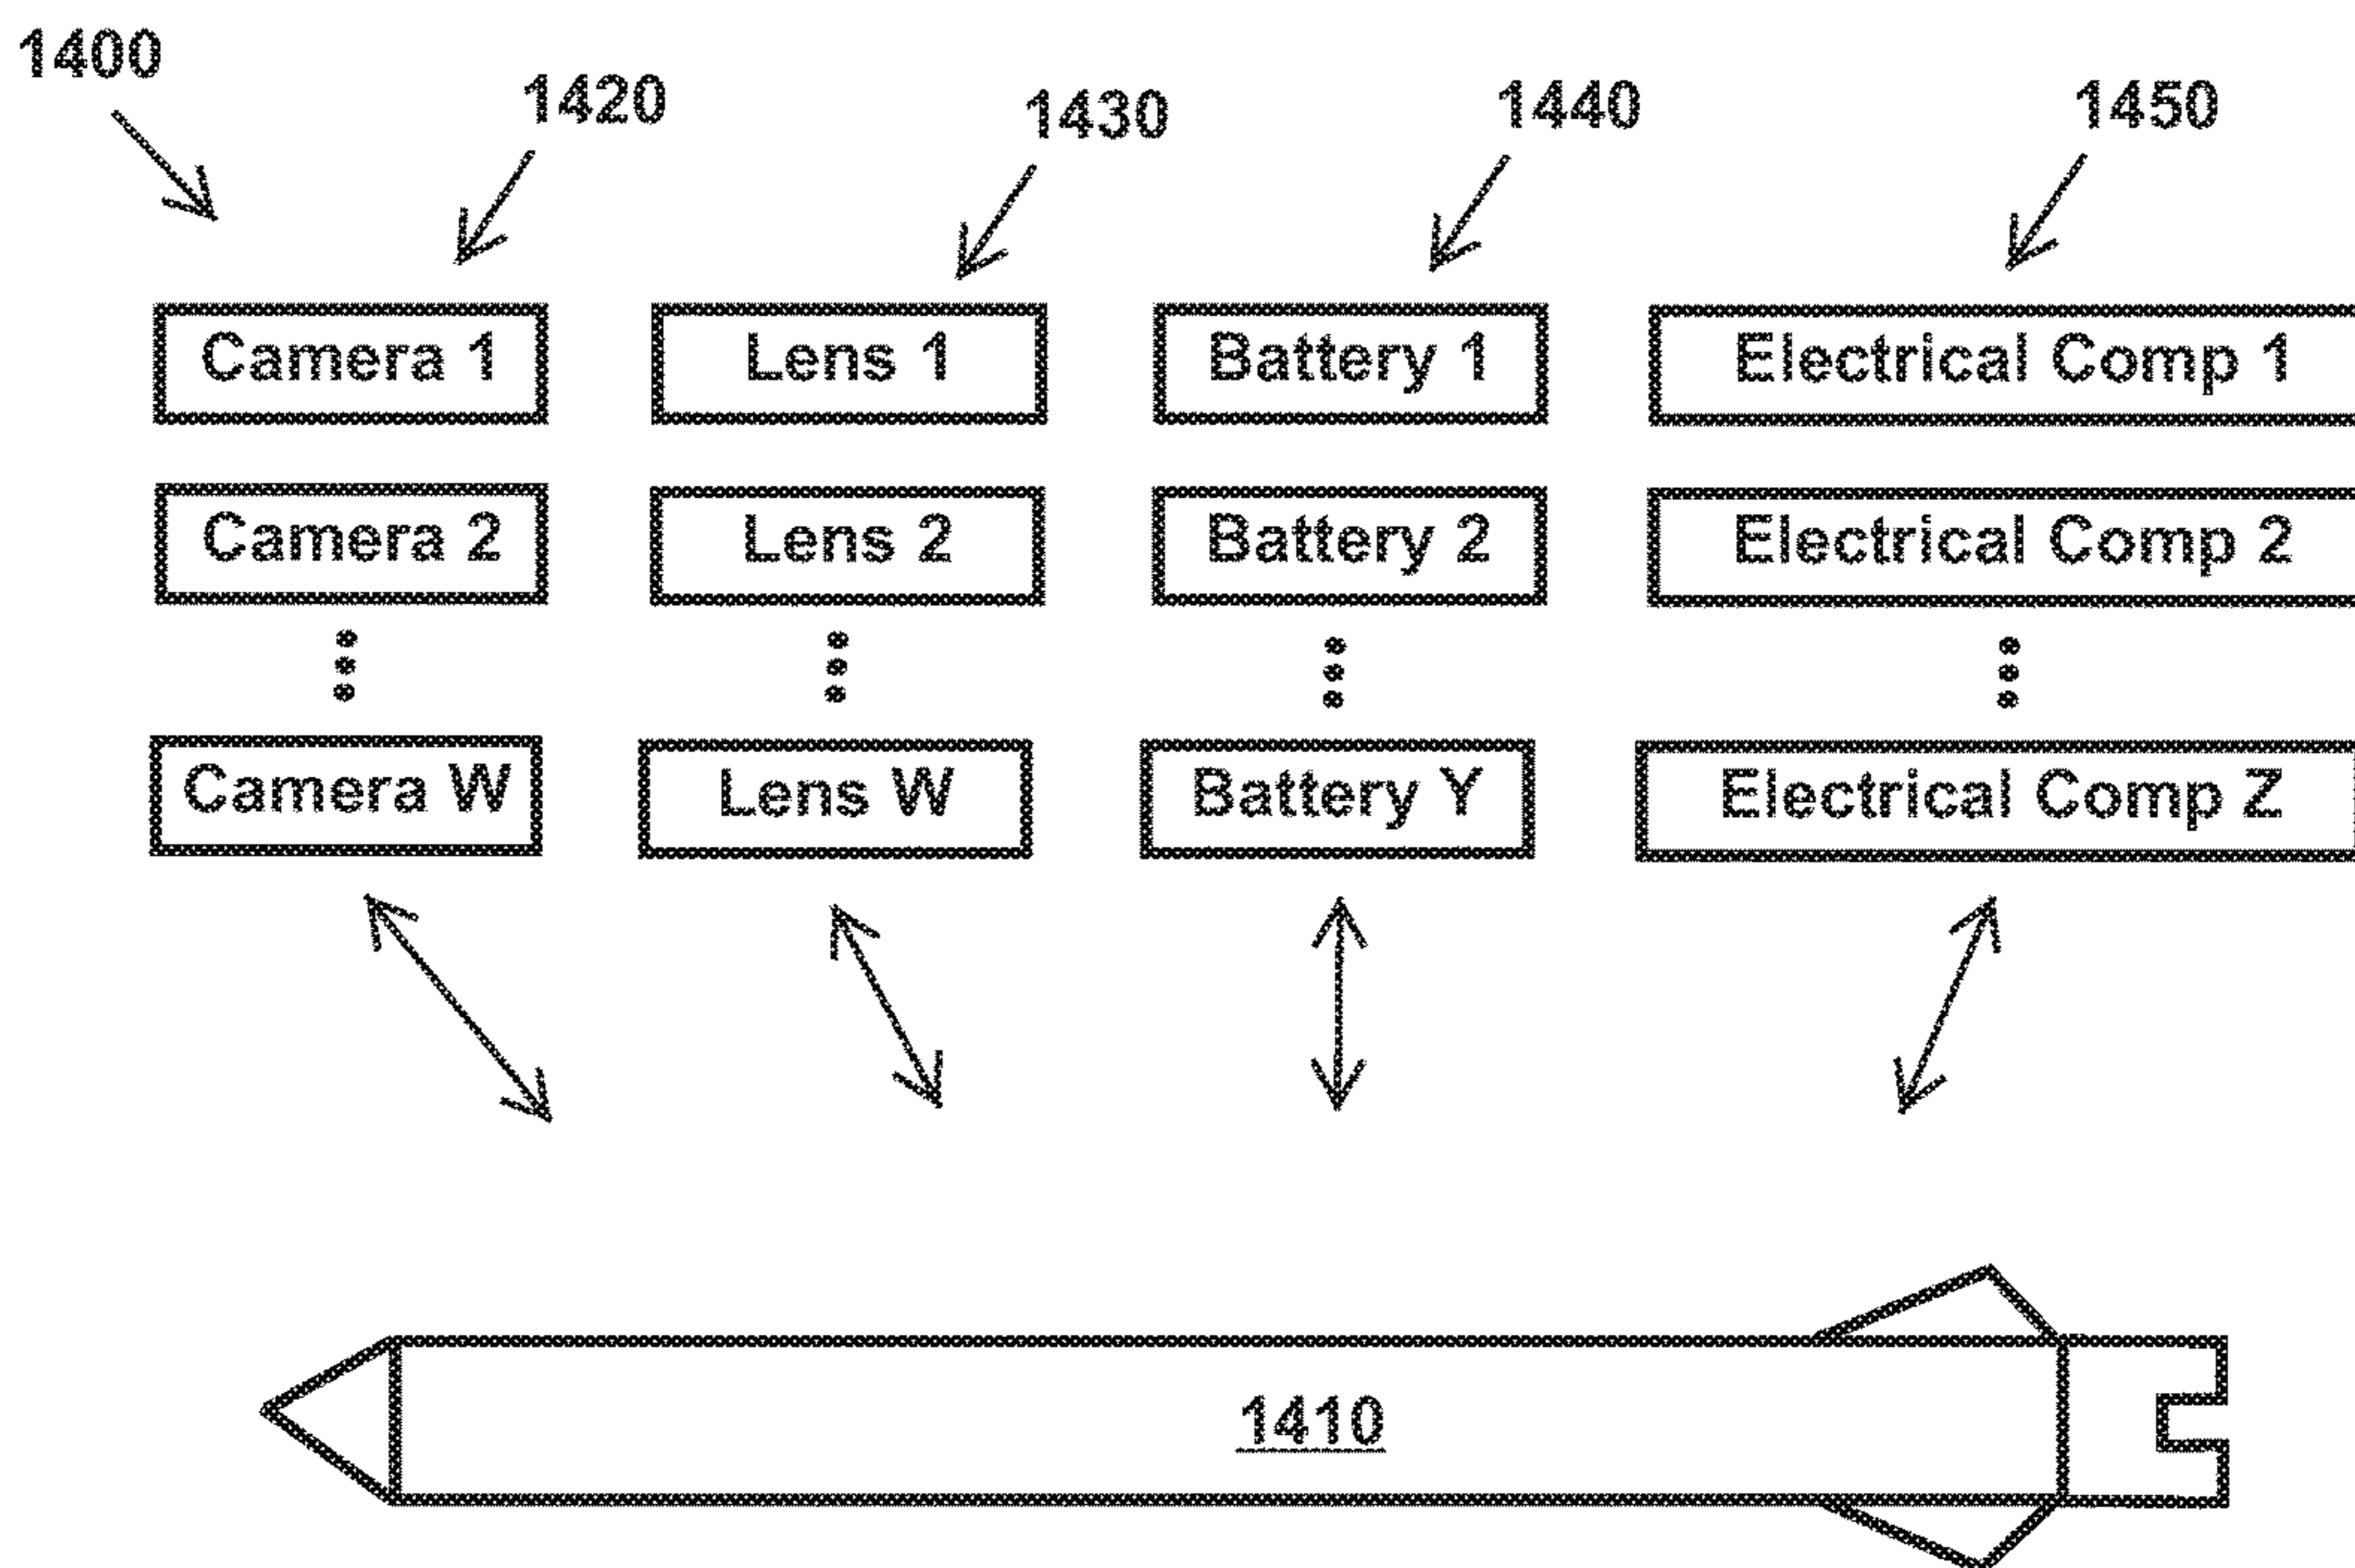 1400
1420
1430
1440
1450
Camera 1
Lens 1
Battery 1
Electrical Comp 1
Camera 2
Lens 2
Battery 2
Electrical Comp 2
Camera W
Lens W
Battery Y
Electrical Comp Z
1410